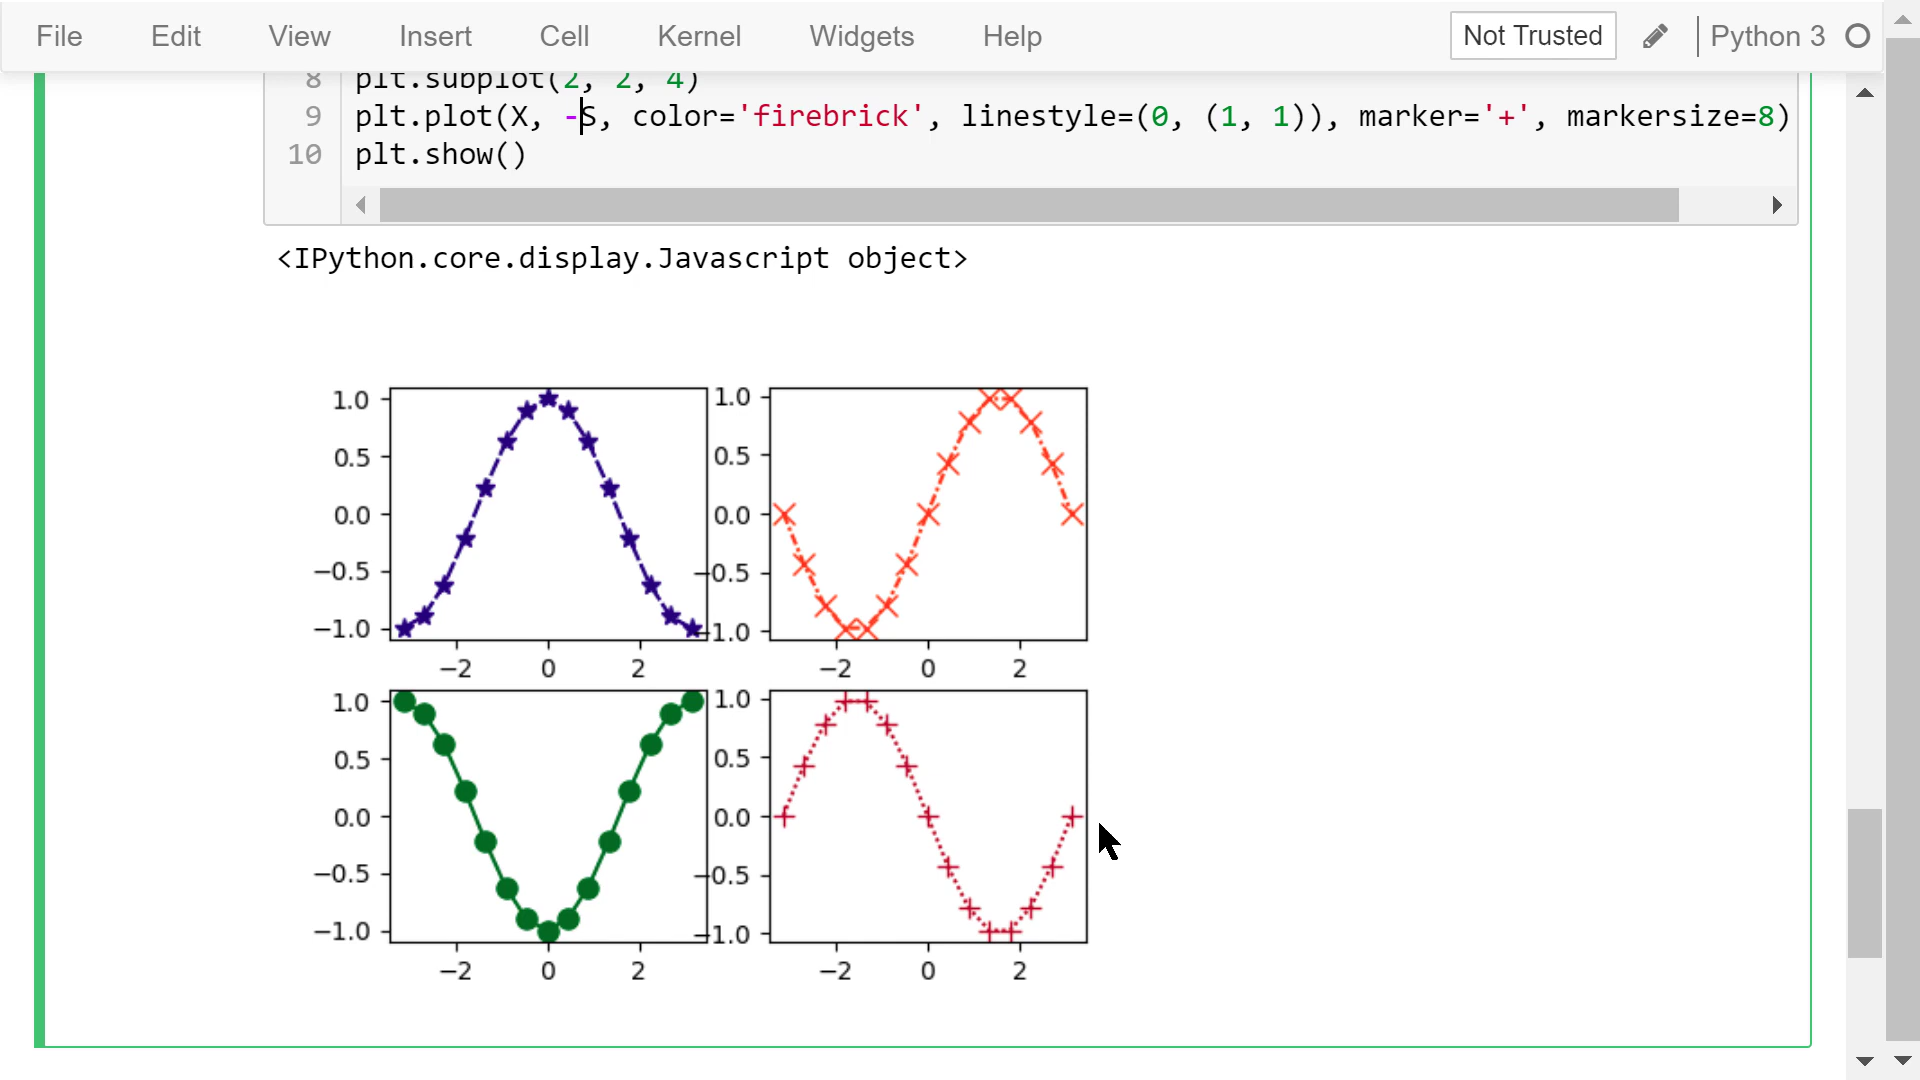 File Edit View Insert Cell Kernel Widgets Help Not Trusted Python 3
8 plt.subplot(2, 2, 4)
9 plt.plot(X, -S, color='firebrick', linestyle=(0, (1, 1)), marker='+', markersize=8)
10 plt.show()
<IPython.core.display.Javascript object>
1.0
0.5
0.0
−0.5
−1.0
−2 0 2
1.0
0.5
0.0
−0.5
−1.0
−2 0 2
1.0
0.5
0.0
−0.5
−1.0
−2 0 2
1.0
0.5
0.0
−0.5
−1.0
−2 0 2